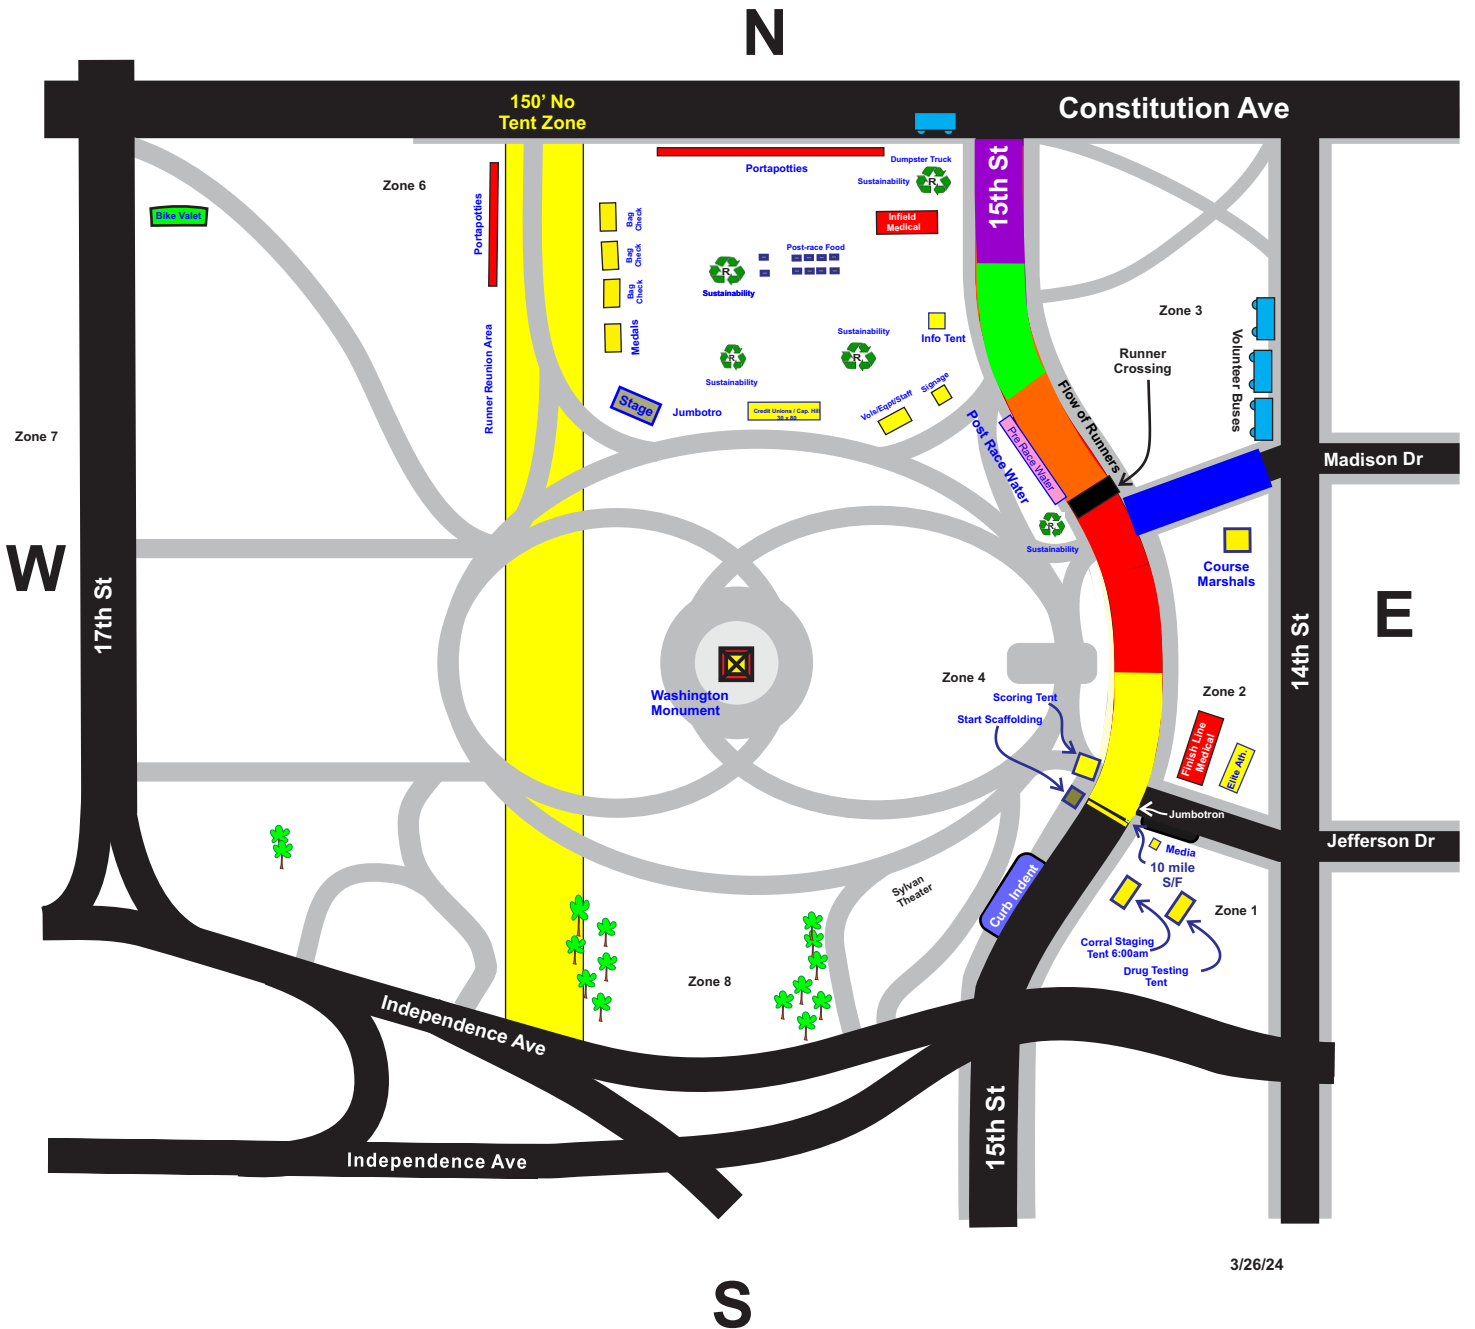 N
150' No
Tent Zone
Constitution Ave
15th St
Dumpster Truck
Sustainability
Portapotties
Zone 6
Portapotties
Bike Valet
Infield
Medical
Bag
Check
Bag
Check
Bag
Check
Medals
Post-race Food
Sustainability
Sustainability
Sustainability
Info Tent
Zone 3
Volunteer Buses
Runner
Crossing
Runner Reunion Area
Stage
Jumbotro
Credit Unions / Cap. Hill
30 x 80
Vols/Eqpt/Staff
Signage
Flow of Runners
Pre Race Water
Post Race Water
Sustainability
Zone 7
Madison Dr
W
17th St
Course
Marshals
E
14th St
Washington
Monument
Zone 4
Scoring Tent
Start Scaffolding
Zone 2
Finish Line
Medical
Elite Ath.
Jumbotron
Media
10 mile
S/F
Jefferson Dr
Sylvan
Theater
Curb Indent
Zone 1
Corral Staging
Tent 6:00am
Drug Testing
Tent
Zone 8
Independence Ave
Independence Ave
15th St
3/26/24
S